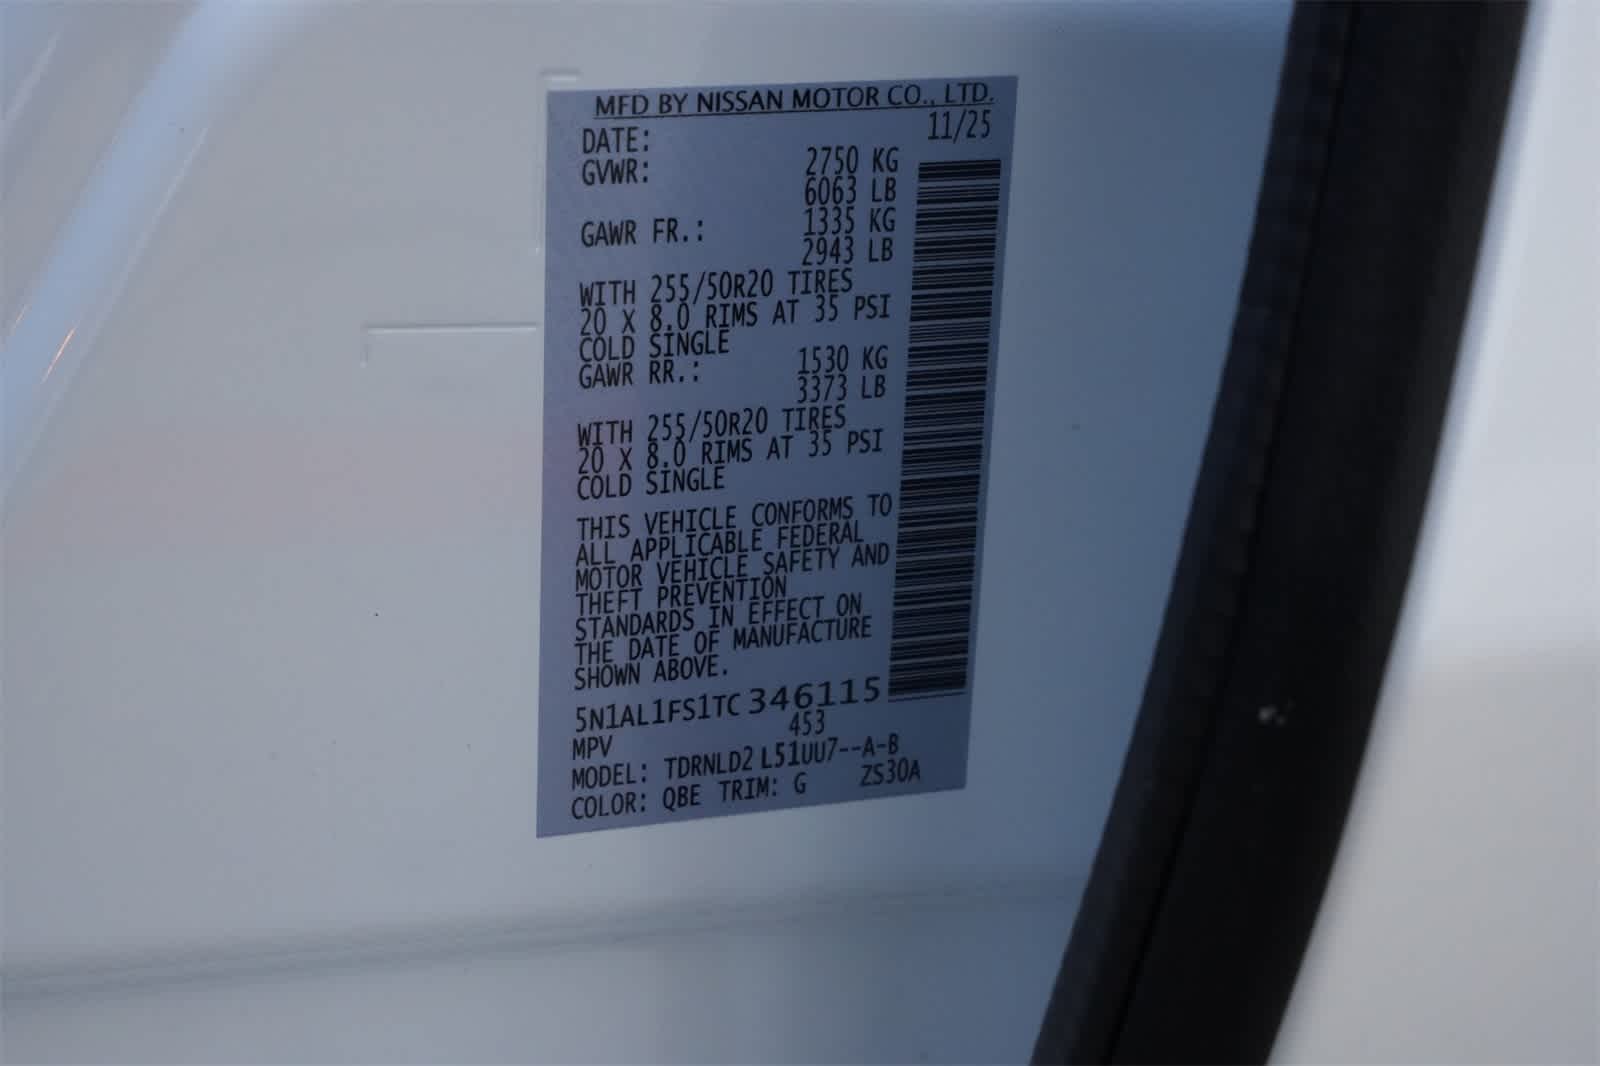 MFD BY NISSAN MOTOR CO., LTD.
DATE: 11/25
GVWR: 2750 KG
6063 LB
GAWR FR.: 1335 KG
2943 LB
WITH 255/50R20 TIRES
20 X 8.0 RIMS AT 35 PSI
COLD SINGLE
GAWR RR.: 1530 KG
3373 LB
WITH 255/50R20 TIRES
20 X 8.0 RIMS AT 35 PSI
COLD SINGLE
THIS VEHICLE CONFORMS TO
ALL APPLICABLE FEDERAL
MOTOR VEHICLE SAFETY AND
THEFT PREVENTION
STANDARDS IN EFFECT ON
THE DATE OF MANUFACTURE
SHOWN ABOVE.
5N1AL1FS1TC346115
MPV 453
MODEL: TDRNLD2 L51UU7--A-B
COLOR: QBE TRIM: G ZS30A